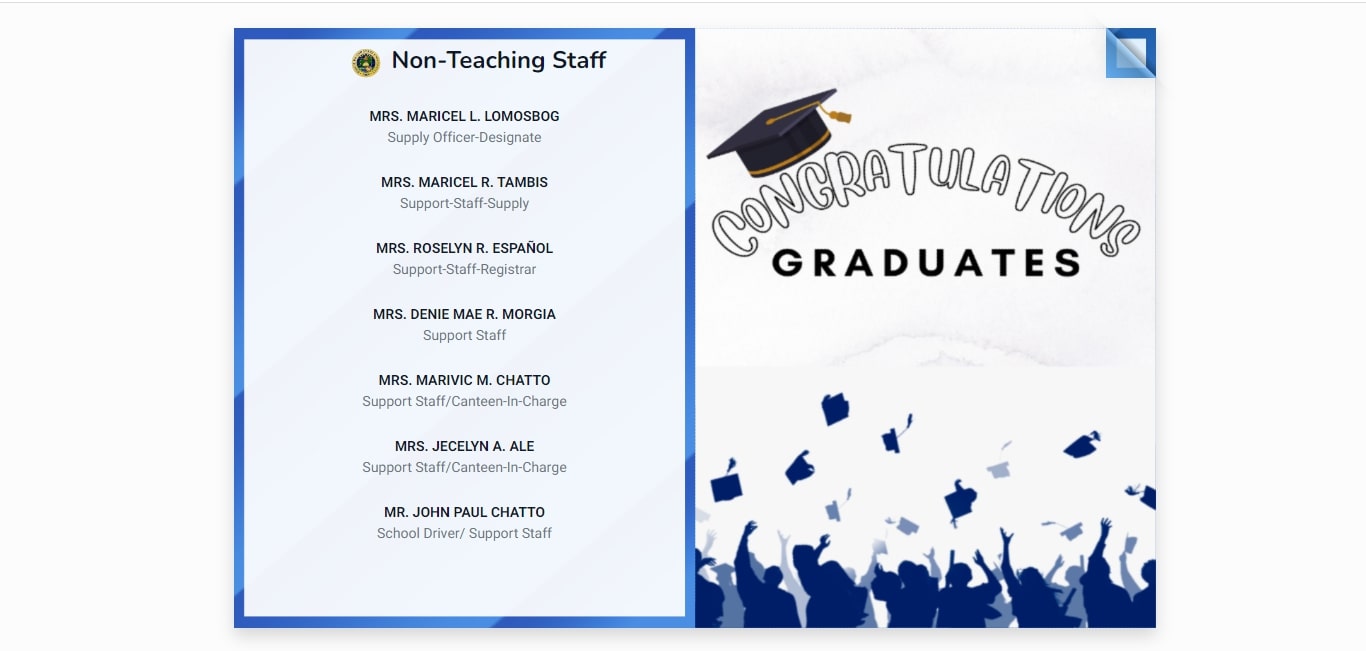 Non-Teaching Staff
MRS. MARICEL L. LOMOSBOG
Supply Officer-Designate
MRS. MARICEL R. TAMBIS
Support-Staff-Supply
MRS. ROSELYN R. ESPAÑOL
Support-Staff-Registrar
MRS. DENIE MAE R. MORGIA
Support Staff
MRS. MARIVIC M. CHATTO
Support Staff/Canteen-In-Charge
MRS. JECELYN A. ALE
Support Staff/Canteen-In-Charge
MR. JOHN PAUL CHATTO
School Driver/ Support Staff
CONGRATULATIONS
GRADUATES